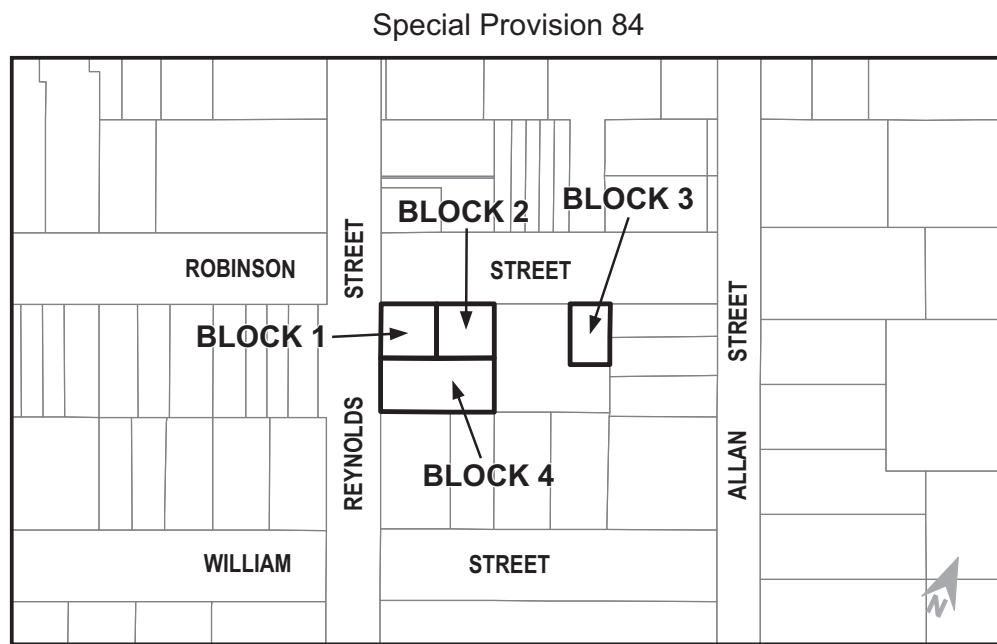 Special Provision 84
BLOCK 2
BLOCK 3
STREET
ROBINSON
STREET
BLOCK 1
STREET
REYNOLDS
ALLAN
BLOCK 4
WILLIAM
STREET
N